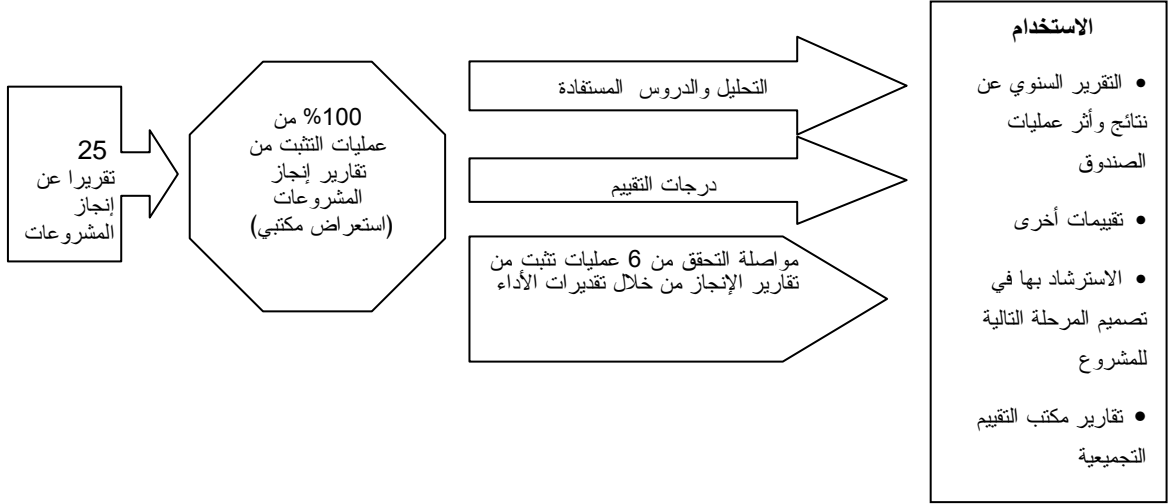 25
تقريرا عن
إنجاز
المشروعات
100% من
عمليات التثبت من
تقارير إنجاز
المشروعات
(استعراض مكتبي)
التحليل والدروس المستفادة
درجات التقييم
مواصلة التحقق من 6 عمليات تثبت من
تقارير الإنجاز من خلال تقديرات الأداء
الاستخدام
• التقرير السنوي عن
نتائج وأثر عمليات
الصندوق
• تقييمات أخرى
• الاسترشاد بها في
تصميم المرحلة التالية
للمشروع
• تقارير مكتب التقييم
التجميعية